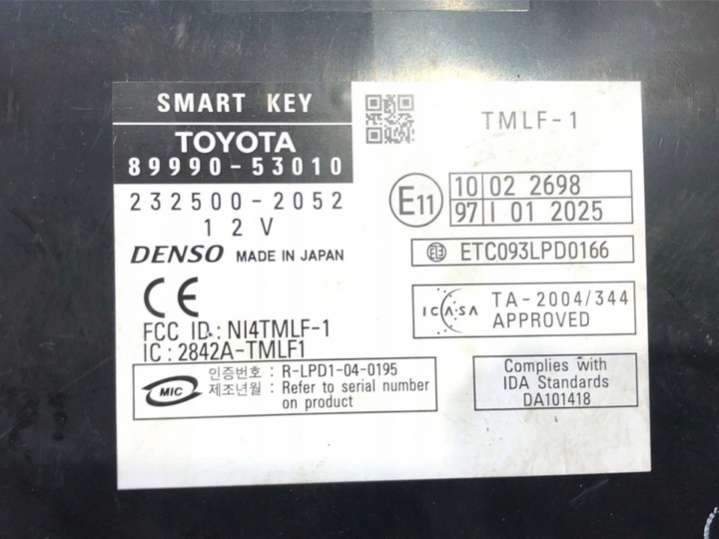 SMART KEY
TOYOTA
89990-53010
232500-2052
12V
DENSO MADE IN JAPAN
CE
FCC ID: NI4TMLF-1
IC: 2842A-TMLF1
MIC
인증번호: R-LPD1-04-0195
제조년월: Refer to serial number
on product
TMLF-1
E11
10 02 2698
97 I 01 2025
ETC093LPD0166
ICASA
TA-2004/344
APPROVED
Complies with
IDA Standards
DA101418